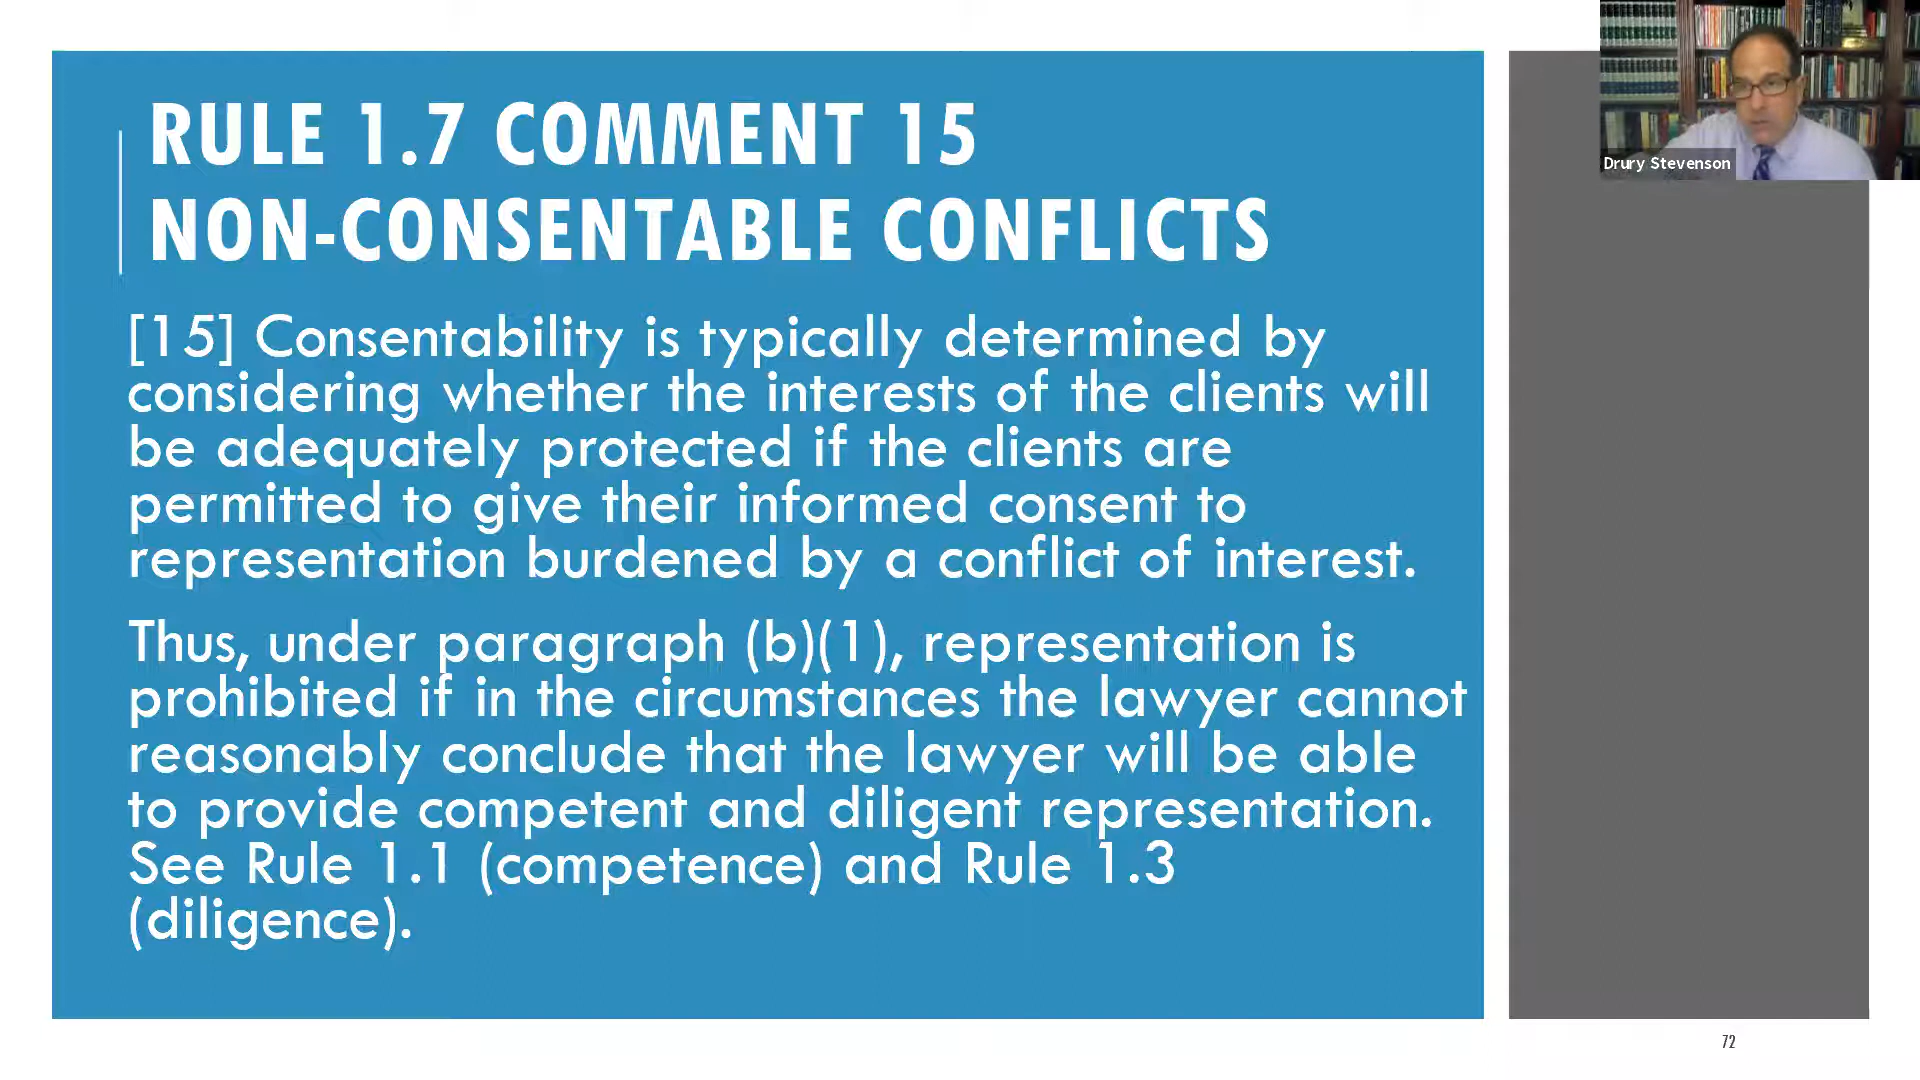 RULE 1.7 COMMENT 15
NON-CONSENTABLE CONFLICTS
[15] Consentability is typically determined by
considering whether the interests of the clients will
be adequately protected if the clients are
permitted to give their informed consent to
representation burdened by a conflict of interest.
Thus, under paragraph (b)(1), representation is
prohibited if in the circumstances the lawyer cannot
reasonably conclude that the lawyer will be able
to provide competent and diligent representation.
See Rule 1.1 (competence) and Rule 1.3
(diligence).
Drury Stevenson
72